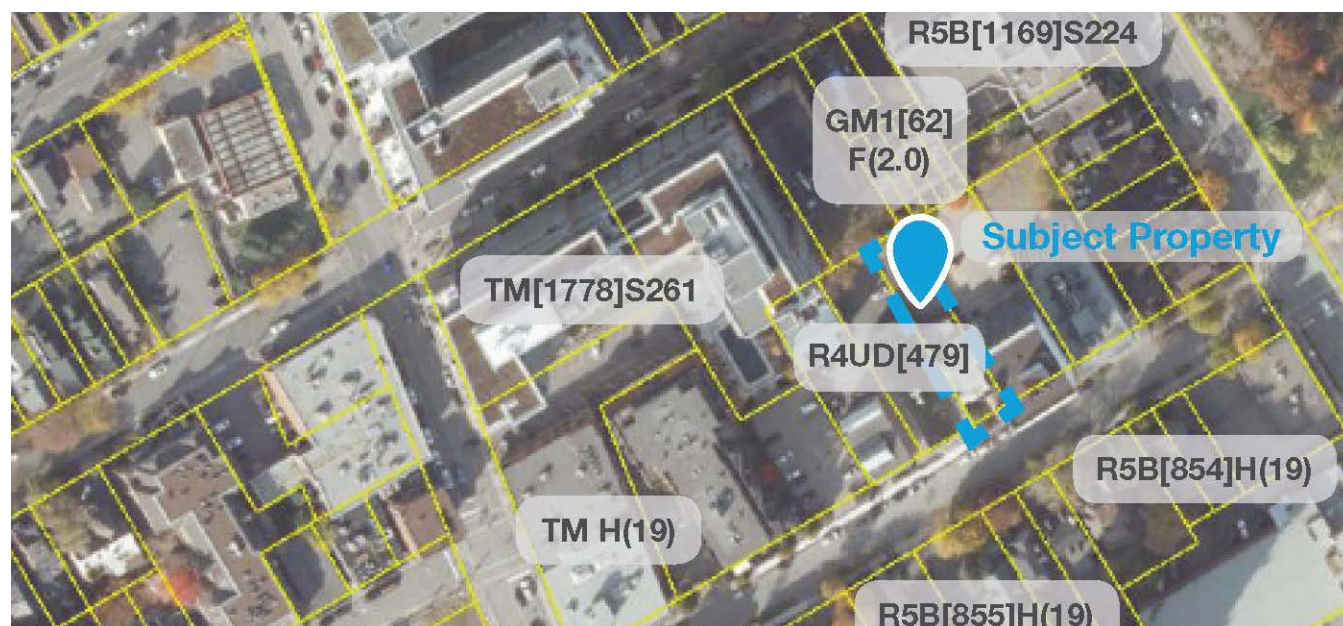 R5B[1169]S224
GM1[62]
F(2.0)
Subject Property
TM[1778]S261
R4UD[479]
R5B[854]H(19)
TM H(19)
R5B[855]H(19)